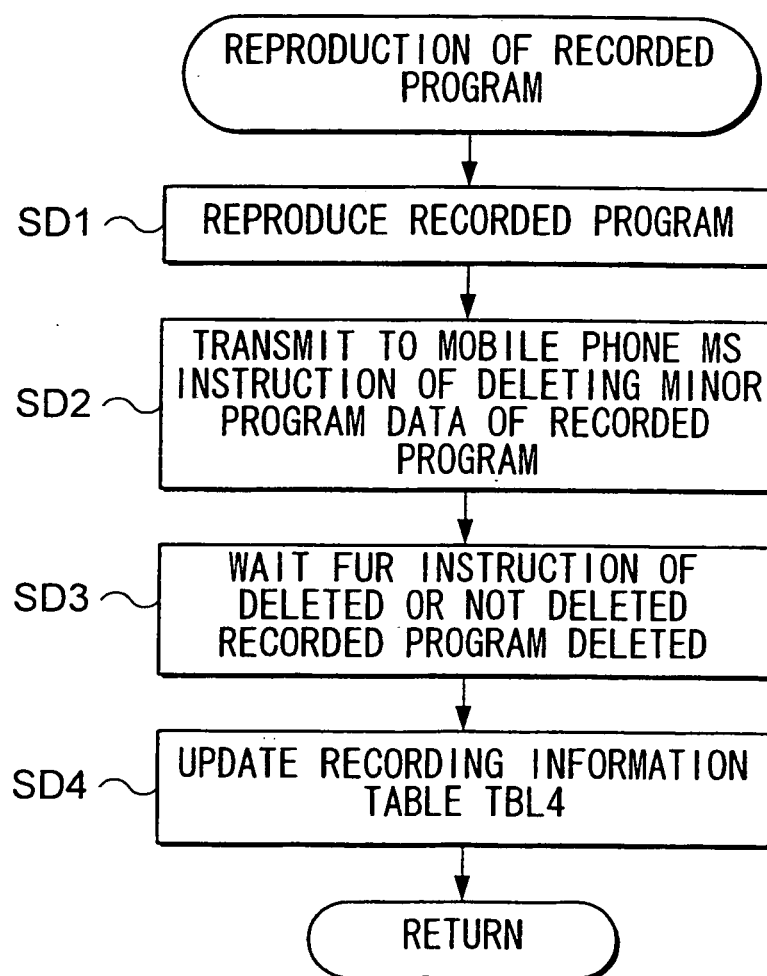 REPRODUCTION OF RECORDED
PROGRAM
SD1
REPRODUCE RECORDED PROGRAM
SD2
TRANSMIT TO MOBILE PHONE MS
INSTRUCTION OF DELETING MINOR
PROGRAM DATA OF RECORDED
PROGRAM
SD3
WAIT FUR INSTRUCTION OF
DELETED OR NOT DELETED
RECORDED PROGRAM DELETED
SD4
UPDATE RECORDING INFORMATION
TABLE TBL4
RETURN